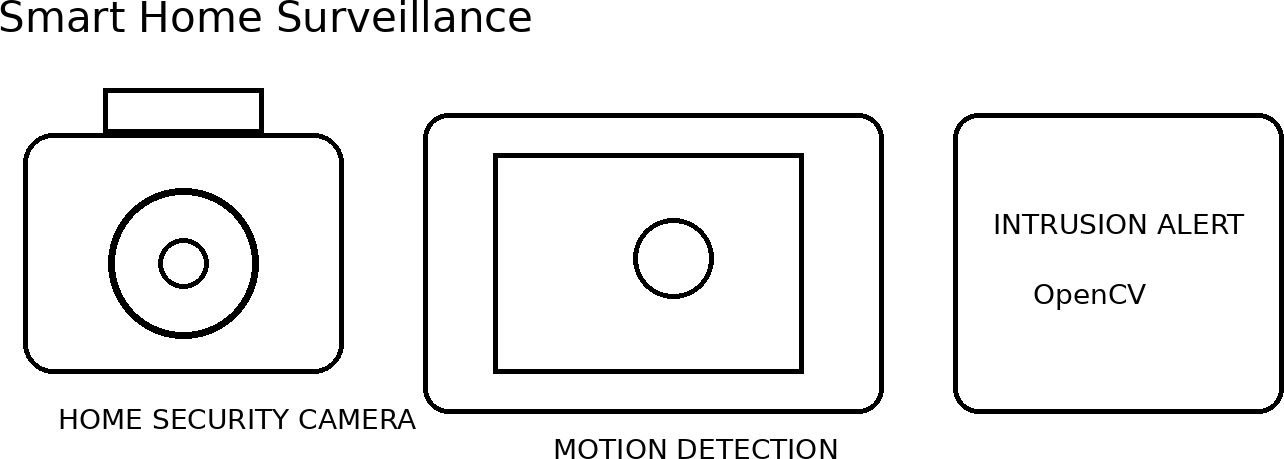 Smart Home Surveillance
INTRUSION ALERT
OpenCV
HOME SECURITY CAMERA
MOTION DETECTION